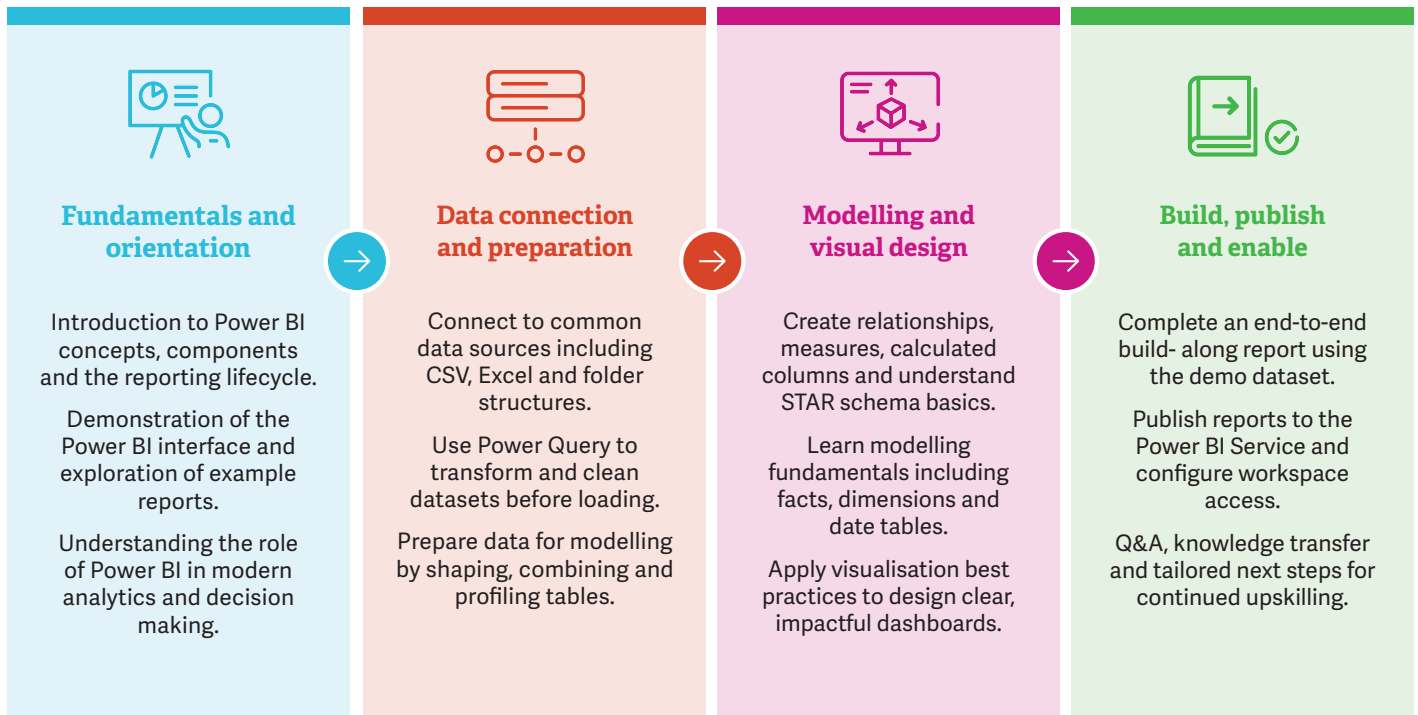 Fundamentals and
orientation
Introduction to Power BI
concepts, components
and the reporting lifecycle.
Demonstration of the
Power BI interface and
exploration of example
reports.
Understanding the role
of Power BI in modern
analytics and decision
making.
Data connection
and preparation
Connect to common
data sources including
CSV, Excel and folder
structures.
Use Power Query to
transform and clean
datasets before loading.
Prepare data for modelling
by shaping, combining and
profiling tables.
Modelling and
visual design
Create relationships,
measures, calculated
columns and understand
STAR schema basics.
Learn modelling
fundamentals including
facts, dimensions and
date tables.
Apply visualisation best
practices to design clear,
impactful dashboards.
Build, publish
and enable
Complete an end-to-end
build- along report using
the demo dataset.
Publish reports to the
Power BI Service and
configure workspace
access.
Q&A, knowledge transfer
and tailored next steps for
continued upskilling.